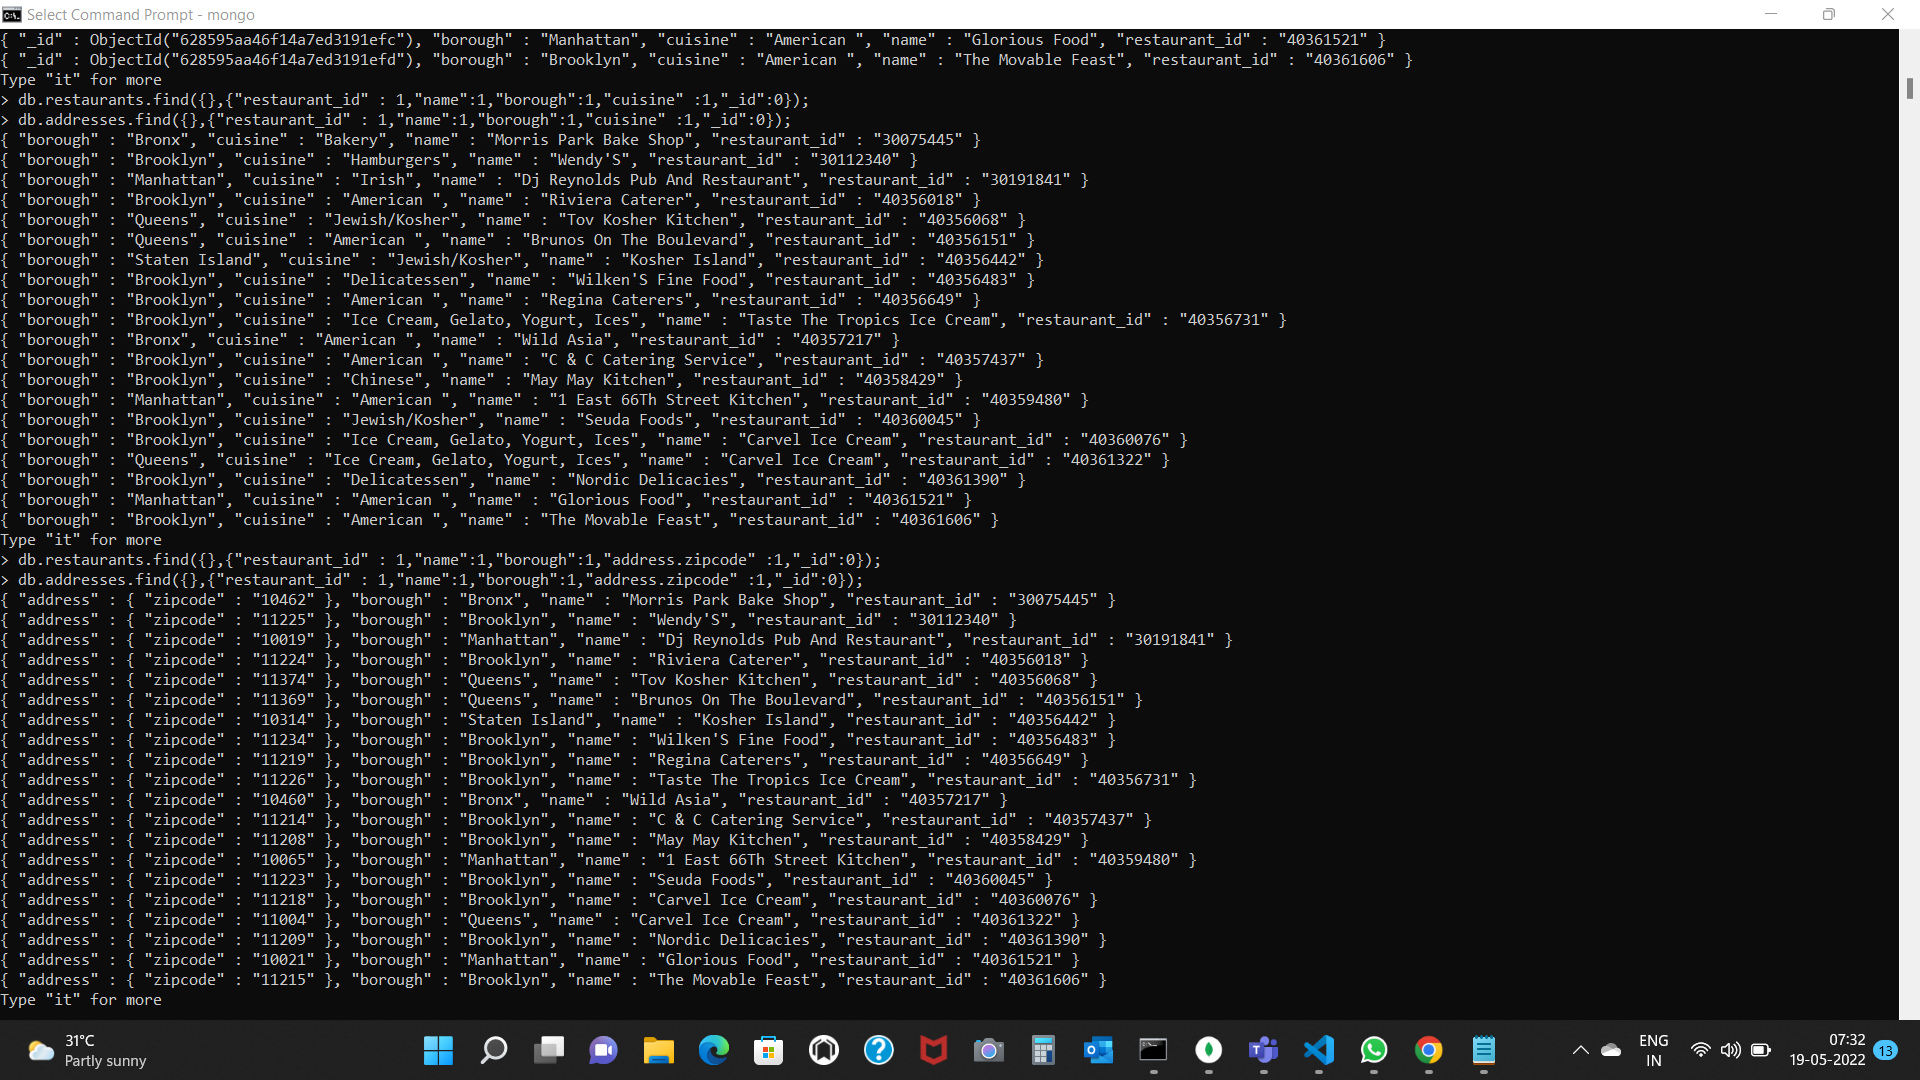 Select Command Prompt - mongo
{ "_id" : ObjectId("628595aa46f14a7ed3191efc"), "borough" : "Manhattan", "cuisine" : "American ", "name" : "Glorious Food", "restaurant_id" : "40361521" }
{ "_id" : ObjectId("628595aa46f14a7ed3191efd"), "borough" : "Brooklyn", "cuisine" : "American ", "name" : "The Movable Feast", "restaurant_id" : "40361606" }
Type "it" for more
> db.restaurants.find({},{"restaurant_id" : 1,"name":1,"borough":1,"cuisine" :1,"_id":0});
> db.addresses.find({},{"restaurant_id" : 1,"name":1,"borough":1,"cuisine" :1,"_id":0});
{ "borough" : "Bronx", "cuisine" : "Bakery", "name" : "Morris Park Bake Shop", "restaurant_id" : "30075445" }
{ "borough" : "Brooklyn", "cuisine" : "Hamburgers", "name" : "Wendy'S", "restaurant_id" : "30112340" }
{ "borough" : "Manhattan", "cuisine" : "Irish", "name" : "Dj Reynolds Pub And Restaurant", "restaurant_id" : "30191841" }
{ "borough" : "Brooklyn", "cuisine" : "American ", "name" : "Riviera Caterer", "restaurant_id" : "40356018" }
{ "borough" : "Queens", "cuisine" : "Jewish/Kosher", "name" : "Tov Kosher Kitchen", "restaurant_id" : "40356068" }
{ "borough" : "Queens", "cuisine" : "American ", "name" : "Brunos On The Boulevard", "restaurant_id" : "40356151" }
{ "borough" : "Staten Island", "cuisine" : "Jewish/Kosher", "name" : "Kosher Island", "restaurant_id" : "40356442" }
{ "borough" : "Brooklyn", "cuisine" : "Delicatessen", "name" : "Wilken'S Fine Food", "restaurant_id" : "40356483" }
{ "borough" : "Brooklyn", "cuisine" : "American ", "name" : "Regina Caterers", "restaurant_id" : "40356649" }
{ "borough" : "Brooklyn", "cuisine" : "Ice Cream, Gelato, Yogurt, Ices", "name" : "Taste The Tropics Ice Cream", "restaurant_id" : "40356731" }
{ "borough" : "Bronx", "cuisine" : "American ", "name" : "Wild Asia", "restaurant_id" : "40357217" }
{ "borough" : "Brooklyn", "cuisine" : "American ", "name" : "C & C Catering Service", "restaurant_id" : "40357437" }
{ "borough" : "Brooklyn", "cuisine" : "Chinese", "name" : "May May Kitchen", "restaurant_id" : "40358429" }
{ "borough" : "Manhattan", "cuisine" : "American ", "name" : "1 East 66Th Street Kitchen", "restaurant_id" : "40359480" }
{ "borough" : "Brooklyn", "cuisine" : "Jewish/Kosher", "name" : "Seuda Foods", "restaurant_id" : "40360045" }
{ "borough" : "Brooklyn", "cuisine" : "Ice Cream, Gelato, Yogurt, Ices", "name" : "Carvel Ice Cream", "restaurant_id" : "40360076" }
{ "borough" : "Queens", "cuisine" : "Ice Cream, Gelato, Yogurt, Ices", "name" : "Carvel Ice Cream", "restaurant_id" : "40361322" }
{ "borough" : "Brooklyn", "cuisine" : "Delicatessen", "name" : "Nordic Delicacies", "restaurant_id" : "40361390" }
{ "borough" : "Manhattan", "cuisine" : "American ", "name" : "Glorious Food", "restaurant_id" : "40361521" }
{ "borough" : "Brooklyn", "cuisine" : "American ", "name" : "The Movable Feast", "restaurant_id" : "40361606" }
Type "it" for more
> db.restaurants.find({},{"restaurant_id" : 1,"name":1,"borough":1,"address.zipcode" :1,"_id":0});
> db.addresses.find({},{"restaurant_id" : 1,"name":1,"borough":1,"address.zipcode" :1,"_id":0});
{ "address" : { "zipcode" : "10462" }, "borough" : "Bronx", "name" : "Morris Park Bake Shop", "restaurant_id" : "30075445" }
{ "address" : { "zipcode" : "11225" }, "borough" : "Brooklyn", "name" : "Wendy'S", "restaurant_id" : "30112340" }
{ "address" : { "zipcode" : "10019" }, "borough" : "Manhattan", "name" : "Dj Reynolds Pub And Restaurant", "restaurant_id" : "30191841" }
{ "address" : { "zipcode" : "11224" }, "borough" : "Brooklyn", "name" : "Riviera Caterer", "restaurant_id" : "40356018" }
{ "address" : { "zipcode" : "11374" }, "borough" : "Queens", "name" : "Tov Kosher Kitchen", "restaurant_id" : "40356068" }
{ "address" : { "zipcode" : "11369" }, "borough" : "Queens", "name" : "Brunos On The Boulevard", "restaurant_id" : "40356151" }
{ "address" : { "zipcode" : "10314" }, "borough" : "Staten Island", "name" : "Kosher Island", "restaurant_id" : "40356442" }
{ "address" : { "zipcode" : "11234" }, "borough" : "Brooklyn", "name" : "Wilken'S Fine Food", "restaurant_id" : "40356483" }
{ "address" : { "zipcode" : "11219" }, "borough" : "Brooklyn", "name" : "Regina Caterers", "restaurant_id" : "40356649" }
{ "address" : { "zipcode" : "11226" }, "borough" : "Brooklyn", "name" : "Taste The Tropics Ice Cream", "restaurant_id" : "40356731" }
{ "address" : { "zipcode" : "10460" }, "borough" : "Bronx", "name" : "Wild Asia", "restaurant_id" : "40357217" }
{ "address" : { "zipcode" : "11214" }, "borough" : "Brooklyn", "name" : "C & C Catering Service", "restaurant_id" : "40357437" }
{ "address" : { "zipcode" : "11208" }, "borough" : "Brooklyn", "name" : "May May Kitchen", "restaurant_id" : "40358429" }
{ "address" : { "zipcode" : "10065" }, "borough" : "Manhattan", "name" : "1 East 66Th Street Kitchen", "restaurant_id" : "40359480" }
{ "address" : { "zipcode" : "11223" }, "borough" : "Brooklyn", "name" : "Seuda Foods", "restaurant_id" : "40360045" }
{ "address" : { "zipcode" : "11218" }, "borough" : "Brooklyn", "name" : "Carvel Ice Cream", "restaurant_id" : "40360076" }
{ "address" : { "zipcode" : "11004" }, "borough" : "Queens", "name" : "Carvel Ice Cream", "restaurant_id" : "40361322" }
{ "address" : { "zipcode" : "11209" }, "borough" : "Brooklyn", "name" : "Nordic Delicacies", "restaurant_id" : "40361390" }
{ "address" : { "zipcode" : "10021" }, "borough" : "Manhattan", "name" : "Glorious Food", "restaurant_id" : "40361521" }
{ "address" : { "zipcode" : "11215" }, "borough" : "Brooklyn", "name" : "The Movable Feast", "restaurant_id" : "40361606" }
Type "it" for more
31°C
Partly sunny
ENG
IN
07:32
19-05-2022
13